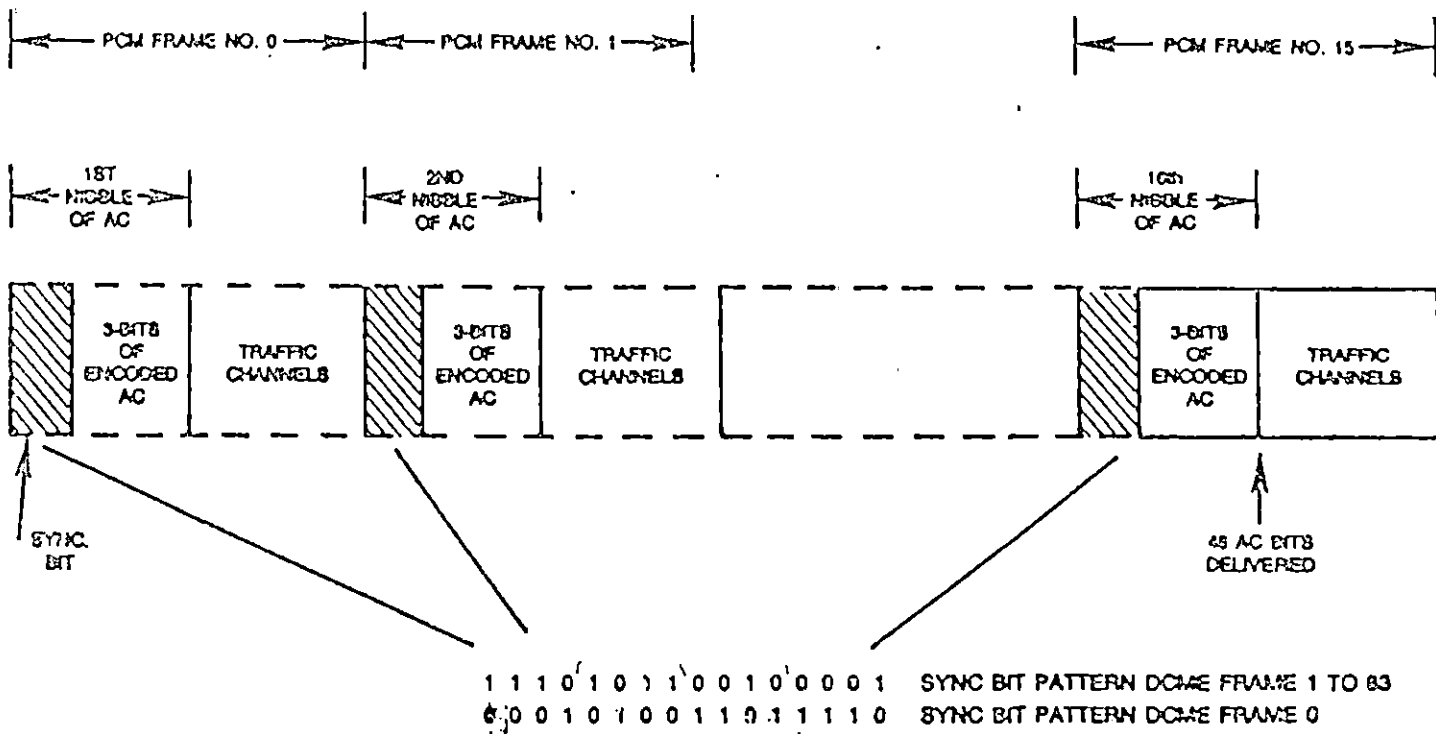 PCM FRAME NO. 0
PCM FRAME NO. 1
PCM FRAME NO. 15
1ST
NIBBLE
OF AC
2ND
NIBBLE
OF AC
16th
NIBBLE
OF AC
3-BITS
OF
ENCODED
AC
TRAFFIC
CHANNELS
3-BITS
OF
ENCODED
AC
TRAFFIC
CHANNELS
3-BITS
OF
ENCODED
AC
TRAFFIC
CHANNELS
SYNC.
BIT
48 AC BITS
DELIVERED
1 1 1 0 1 0 1 1 0 0 1 0 0 0 0 1 SYNC BIT PATTERN DCME FRAME 1 TO 63
0 0 0 1 0 1 0 0 1 1 0 1 1 1 1 0 SYNC BIT PATTERN DCME FRAME 0